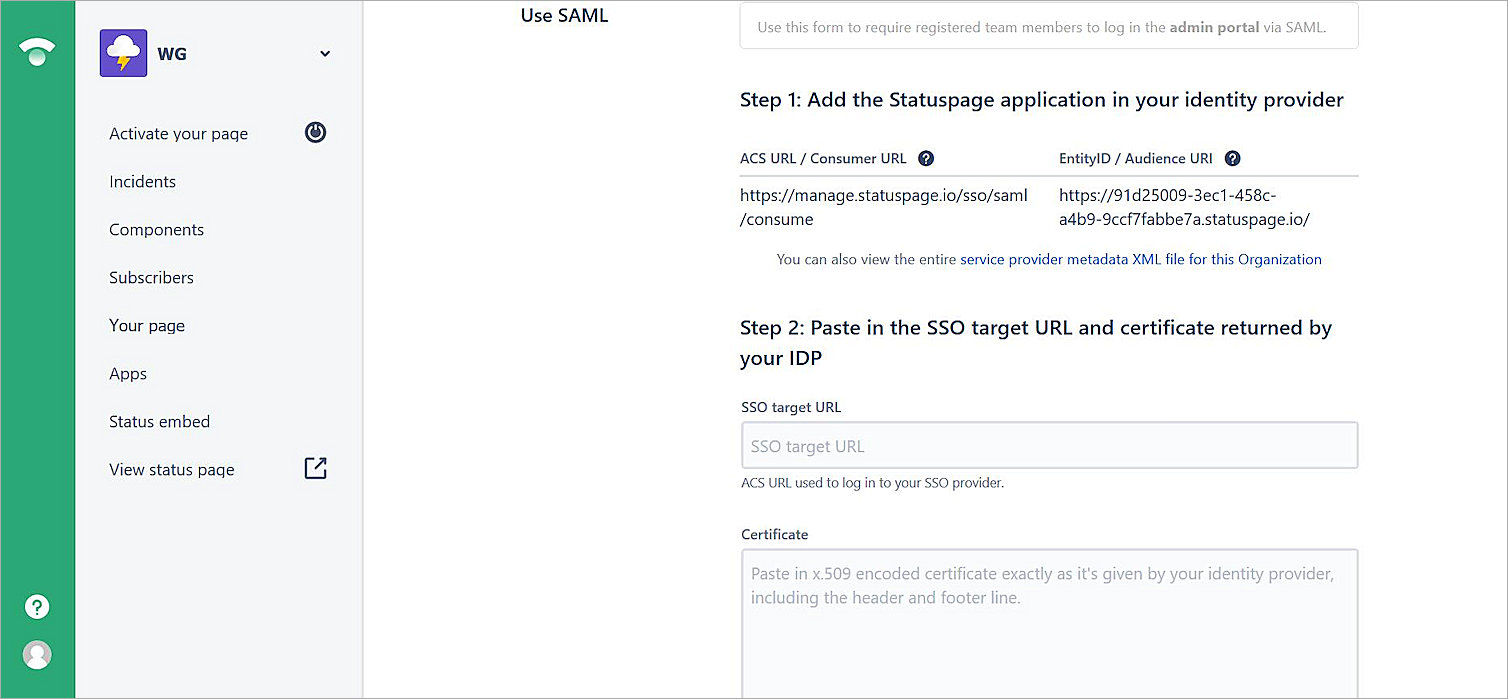 WG
Activate your page
Incidents
Components
Subscribers
Your page
Apps
Status embed
View status page
?
Use SAML
Use this form to require registered team members to log in the admin portal via SAML.
Step 1: Add the Statuspage application in your identity provider
ACS URL / Consumer URL ?
https://manage.statuspage.io/sso/saml
/consume
EntityID / Audience URI ?
https://91d25009-3ec1-458c-
a4b9-9ccf7fabbe7a.statuspage.io/
You can also view the entire service provider metadata XML file for this Organization
Step 2: Paste in the SSO target URL and certificate returned by
your IDP
SSO target URL
SSO target URL
ACS URL used to log in to your SSO provider.
Certificate
Paste in x.509 encoded certificate exactly as it's given by your identity provider,
including the header and footer line.